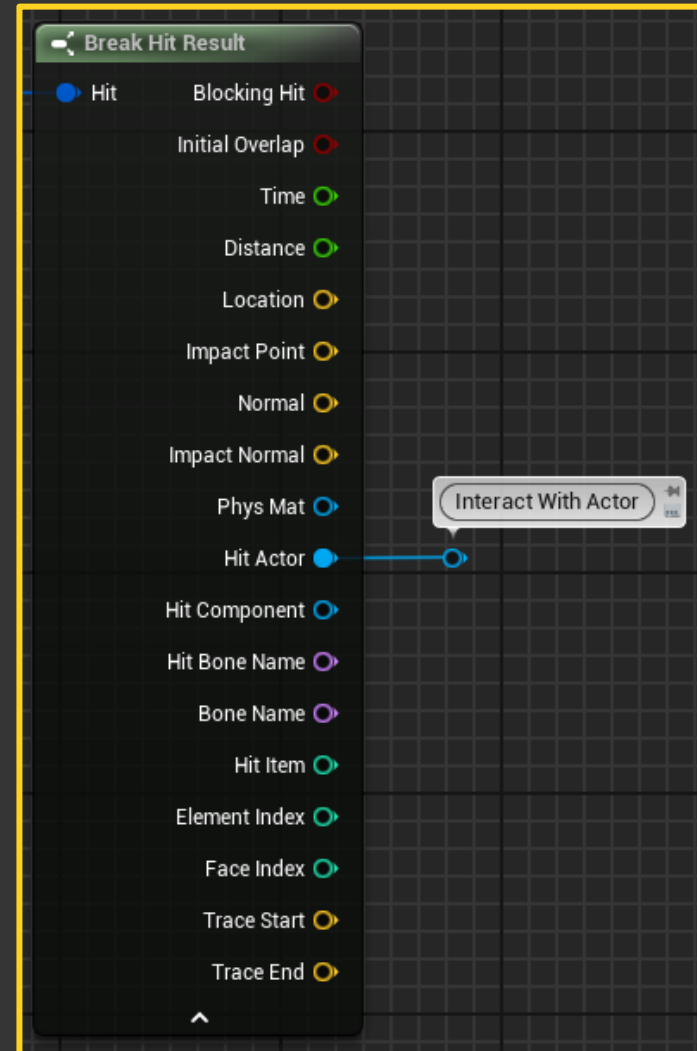 Break Hit Result
Hit Blocking Hit
Initial Overlap
Time
Distance
Location
Impact Point
Normal
Impact Normal
Phys Mat
Interact With Actor
Hit Actor
Hit Component
Hit Bone Name
Bone Name
Hit Item
Element Index
Face Index
Trace Start
Trace End